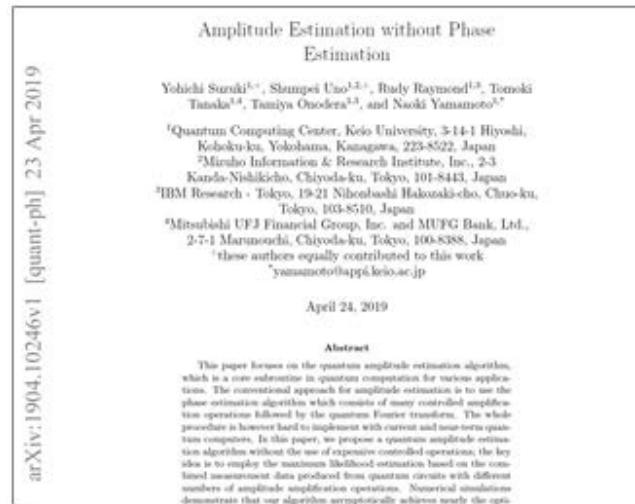 arXiv:1904.10246v1 [quant-ph] 23 Apr 2019
Amplitude Estimation without Phase
Estimation
Yohichi Suzuki1,+, Shumpei Uno1,2,+, Rudy Raymond1,3, Tomoki
Tanaka1,4, Tamiya Onodera1,3, and Naoki Yamamoto1,*
1Quantum Computing Center, Keio University, 3-14-1 Hiyoshi,
Kohoku-ku, Yokohama, Kanagawa, 223-8522, Japan
2Mizuho Information & Research Institute, Inc., 2-3
Kanda-Nishikicho, Chiyoda-ku, Tokyo, 101-8443, Japan
3IBM Research - Tokyo, 19-21 Nihonbashi Hakozaki-cho, Chuo-ku,
Tokyo, 103-8510, Japan
4Mitsubishi UFJ Financial Group, Inc. and MUFG Bank, Ltd.,
2-7-1 Marunouchi, Chiyoda-ku, Tokyo, 100-8388, Japan
+these authors equally contributed to this work
*yamamoto@appi.keio.ac.jp
April 24, 2019
Abstract
This paper focuses on the quantum amplitude estimation algorithm,
which is a core subroutine in quantum computation for various applica-
tions. The conventional approach for amplitude estimation is to use the
phase estimation algorithm which consists of many controlled amplifica-
tion operations followed by the quantum Fourier transform. The whole
procedure is however hard to implement with current and near-term quan-
tum computers. In this paper, we propose a quantum amplitude estima-
tion algorithm without the use of expensive controlled operations; the key
idea is to employ the maximum likelihood estimation based on the com-
bined measurement data produced from quantum circuits with different
numbers of amplitude amplification operations. Numerical simulations
demonstrate that our algorithm asymptotically achieves nearly the opti-